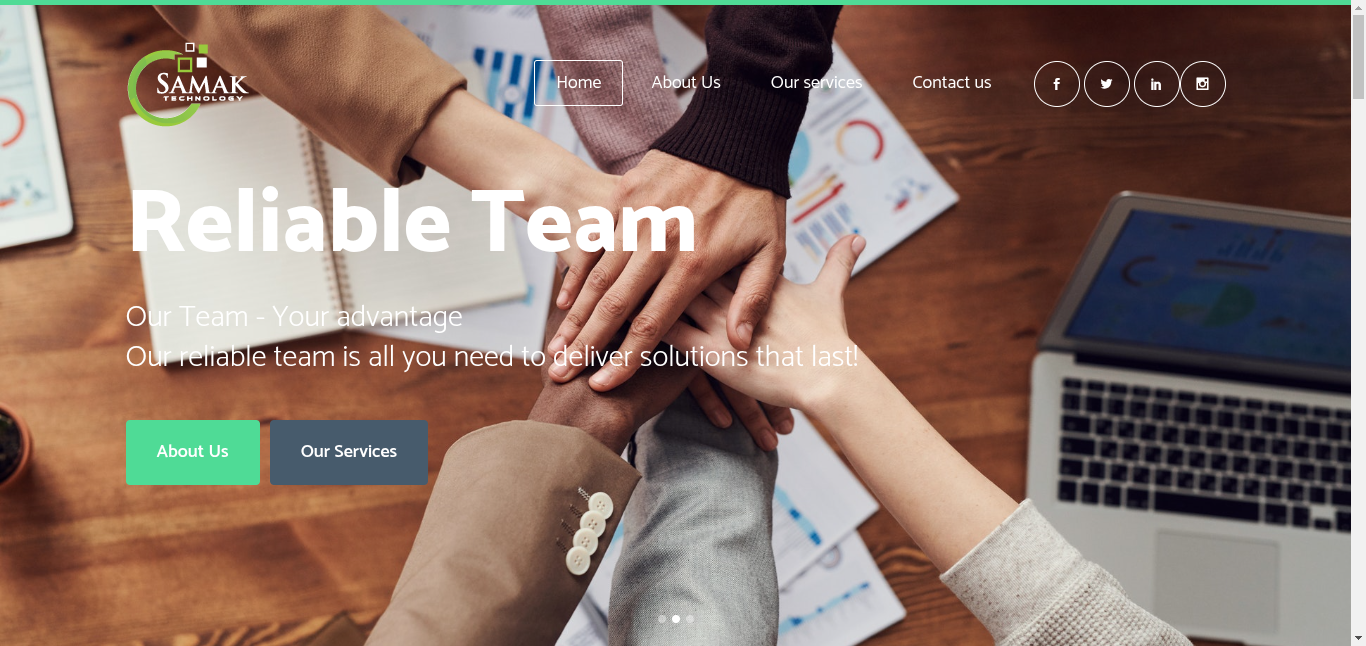 SAMAK
TECHNOLOGY
Home
About Us
Our services
Contact us
Reliable Team
Our Team - Your advantage
Our reliable team is all you need to deliver solutions that last!
About Us
Our Services